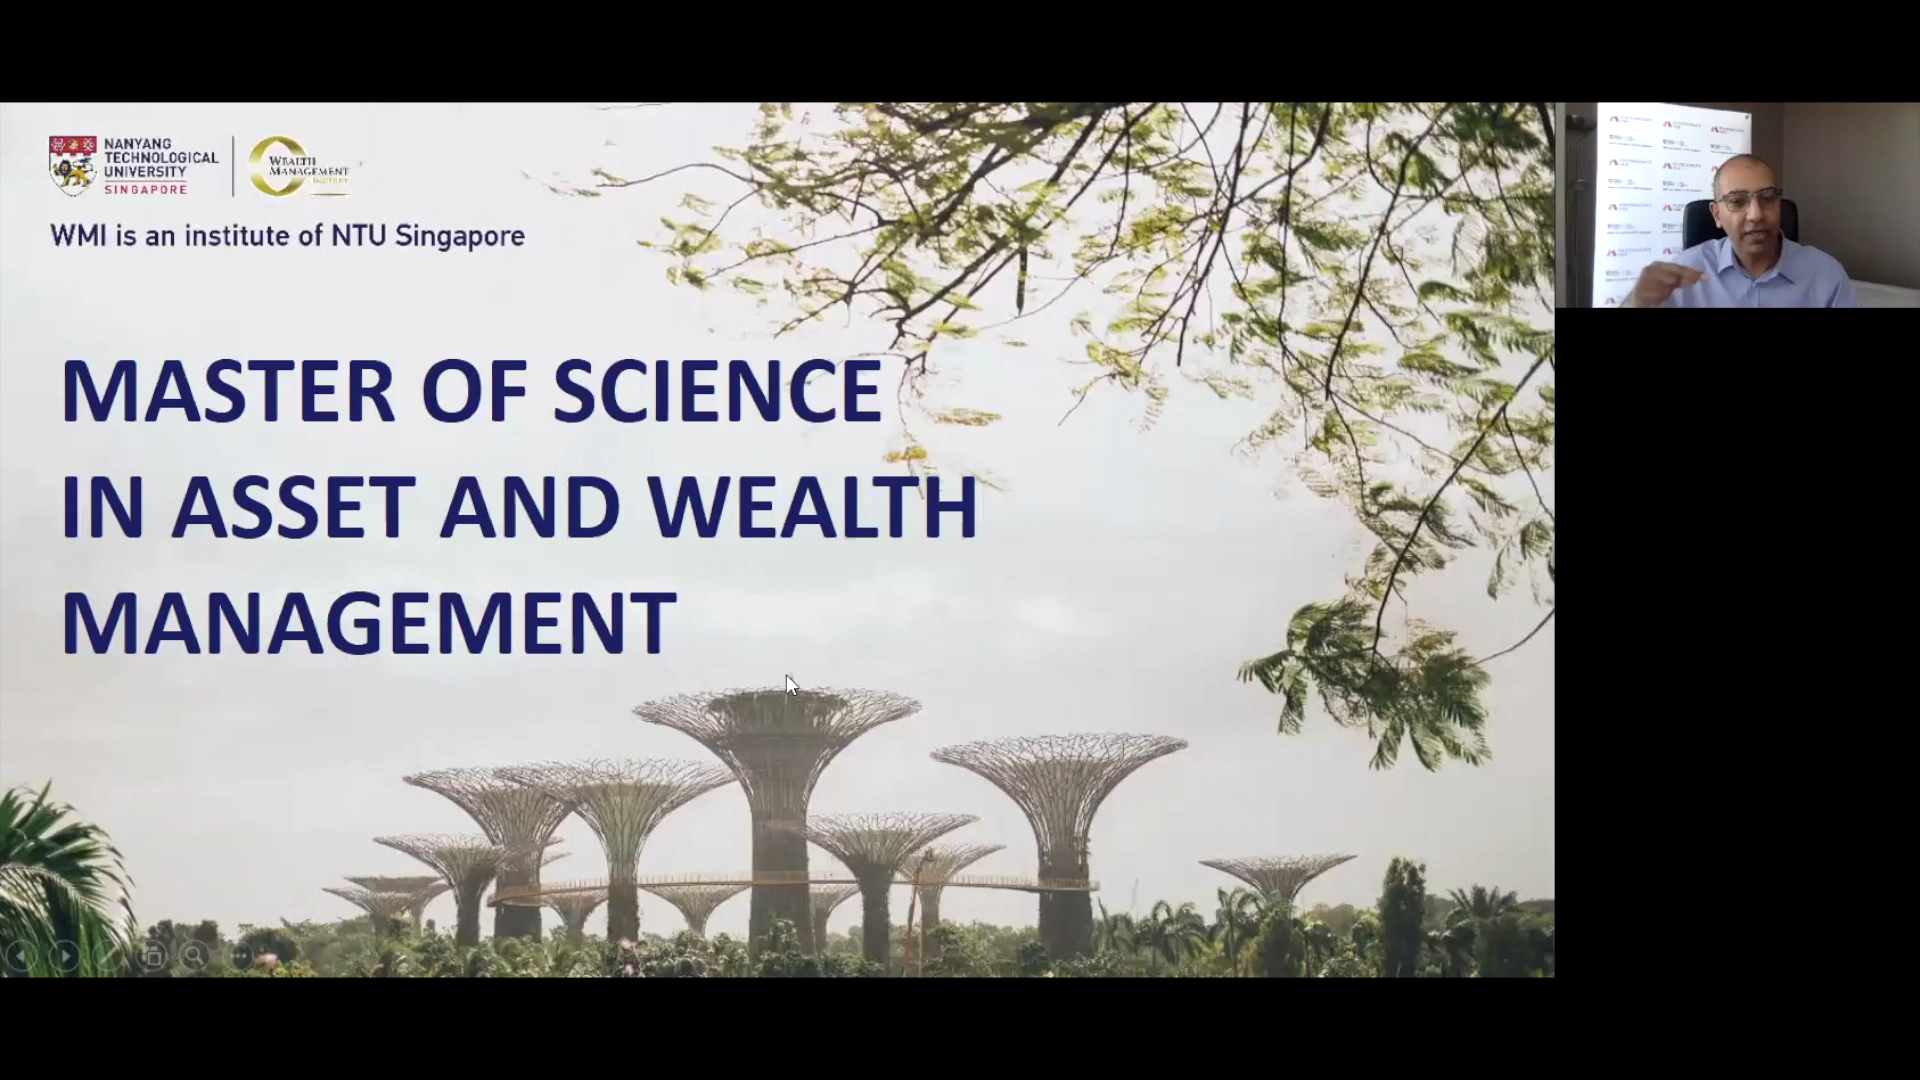 NANYANG
TECHNOLOGICAL
UNIVERSITY
SINGAPORE
WEALTH
MANAGEMENT
WMI is an institute of NTU Singapore
MASTER OF SCIENCE
IN ASSET AND WEALTH
MANAGEMENT